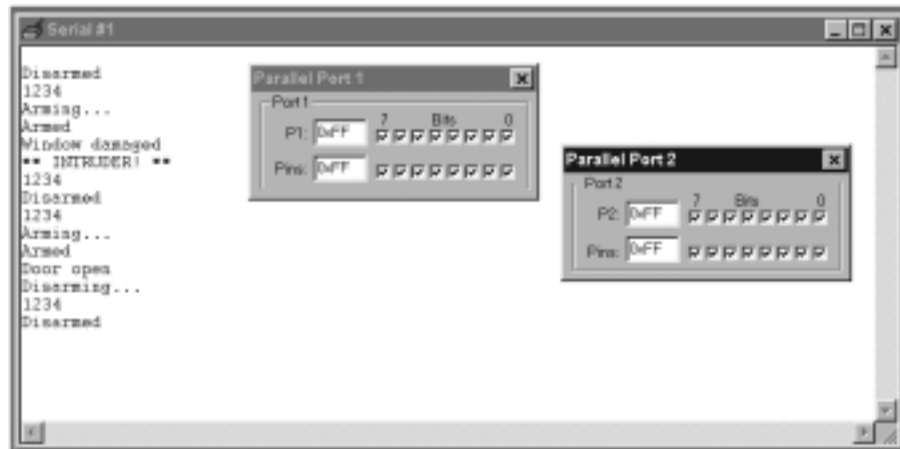 Serial #1
Disarmed
1234
Arming...
Armed
Window damaged
** INTRUDER! **
1234
Disarmed
1234
Arming...
Armed
Door open
Disarming...
1234
Disarmed
Parallel Port 1
Port 1
7 Bits 0
P1: 0xFF
Pins: 0xFF
Parallel Port 2
Port 2
7 Bits 0
P2: 0xFF
Pins: 0xFF